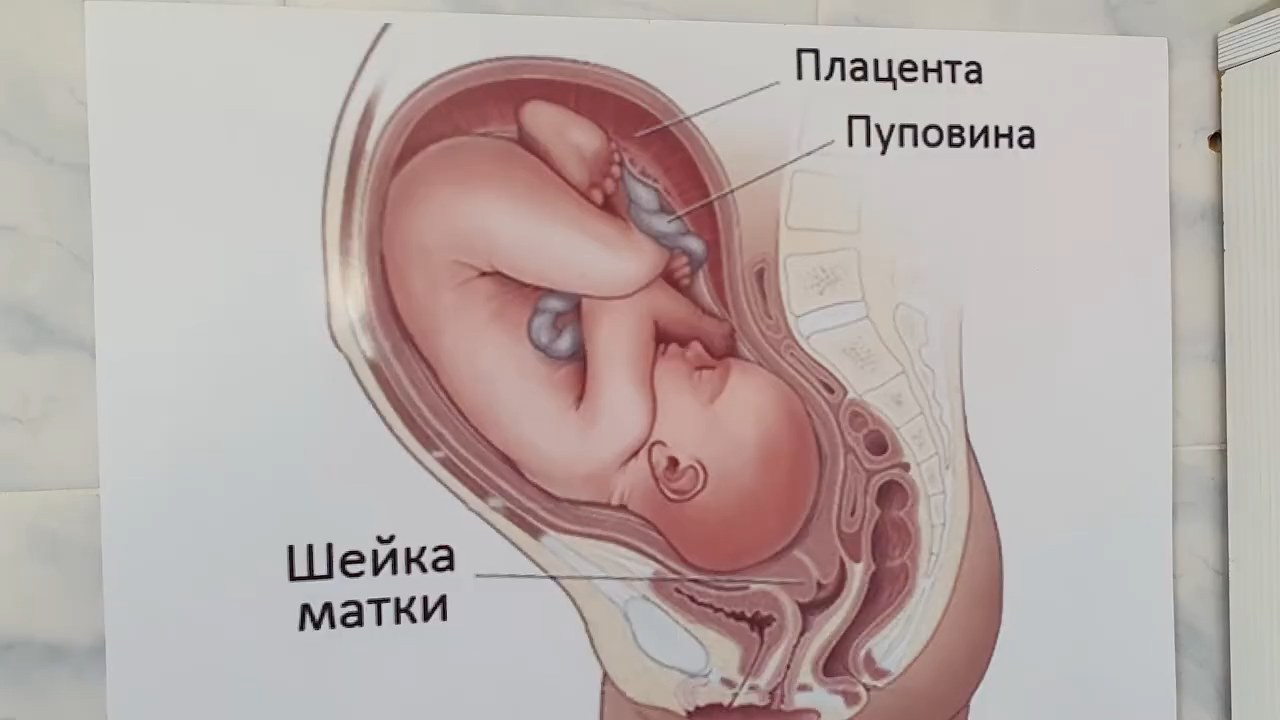 Плацента
Пуповина
Шейка
матки